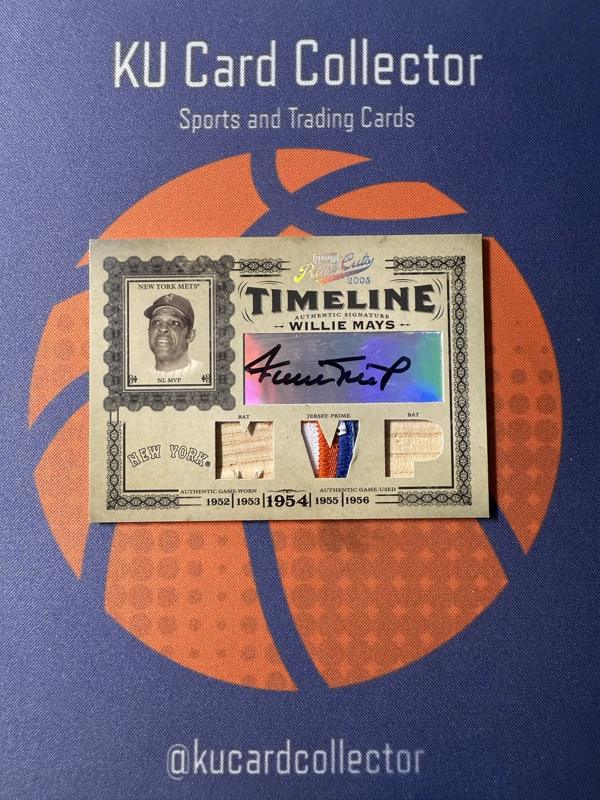 KU Card Collector
Sports and Trading Cards
Prime Cuts
2005
TIMELINE
AUTHENTIC SIGNATURE
WILLIE MAYS
NEW YORK METS®
NL MVP
BAT
JERSEY-PRIME
BAT
NEW YORK®
M V P
AUTHENTIC GAME-WORN
AUTHENTIC GAME-USED
1952 | 1953 | 1954 | 1955 | 1956
@kucardcollector